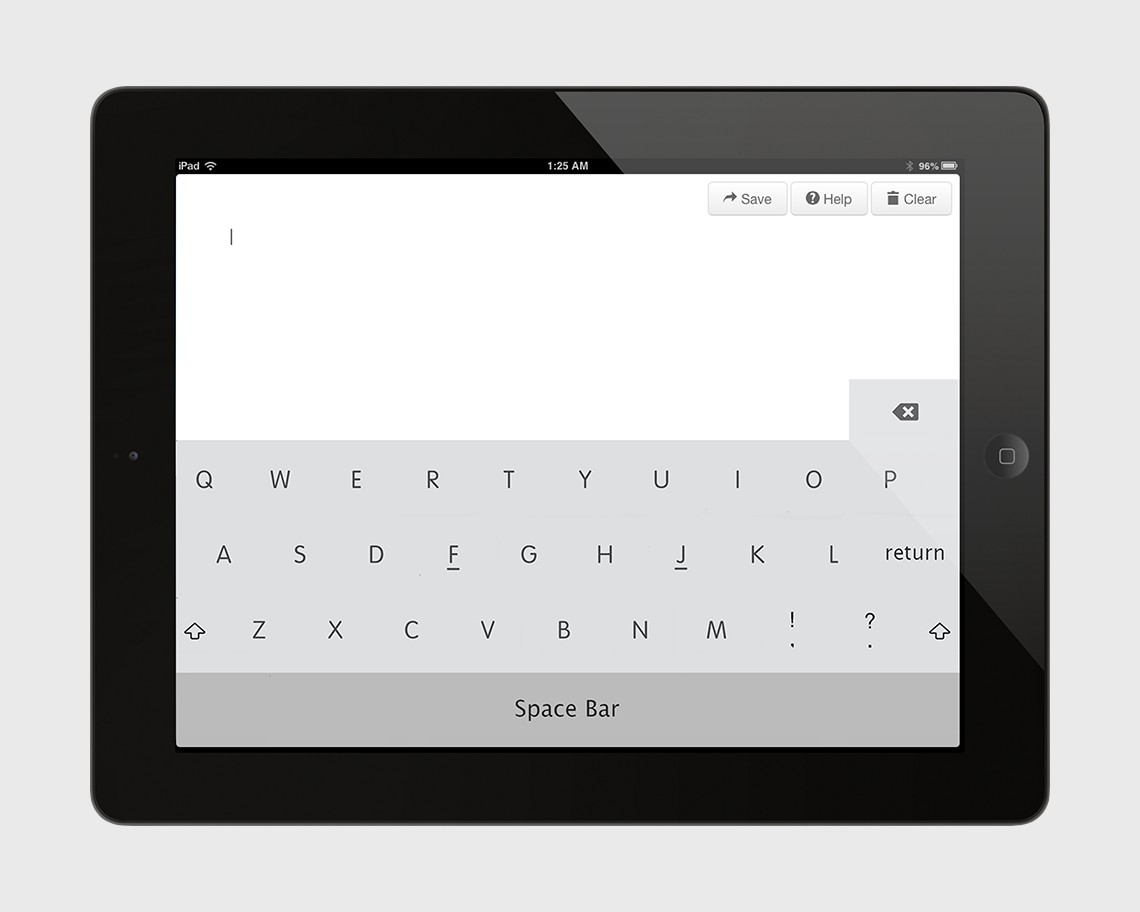 iPad 1:25 AM 96%
Save Help Clear
Q W E R T Y U I O P
A S D F G H J K L return
Z X C V B N M ! , ? .
Space Bar